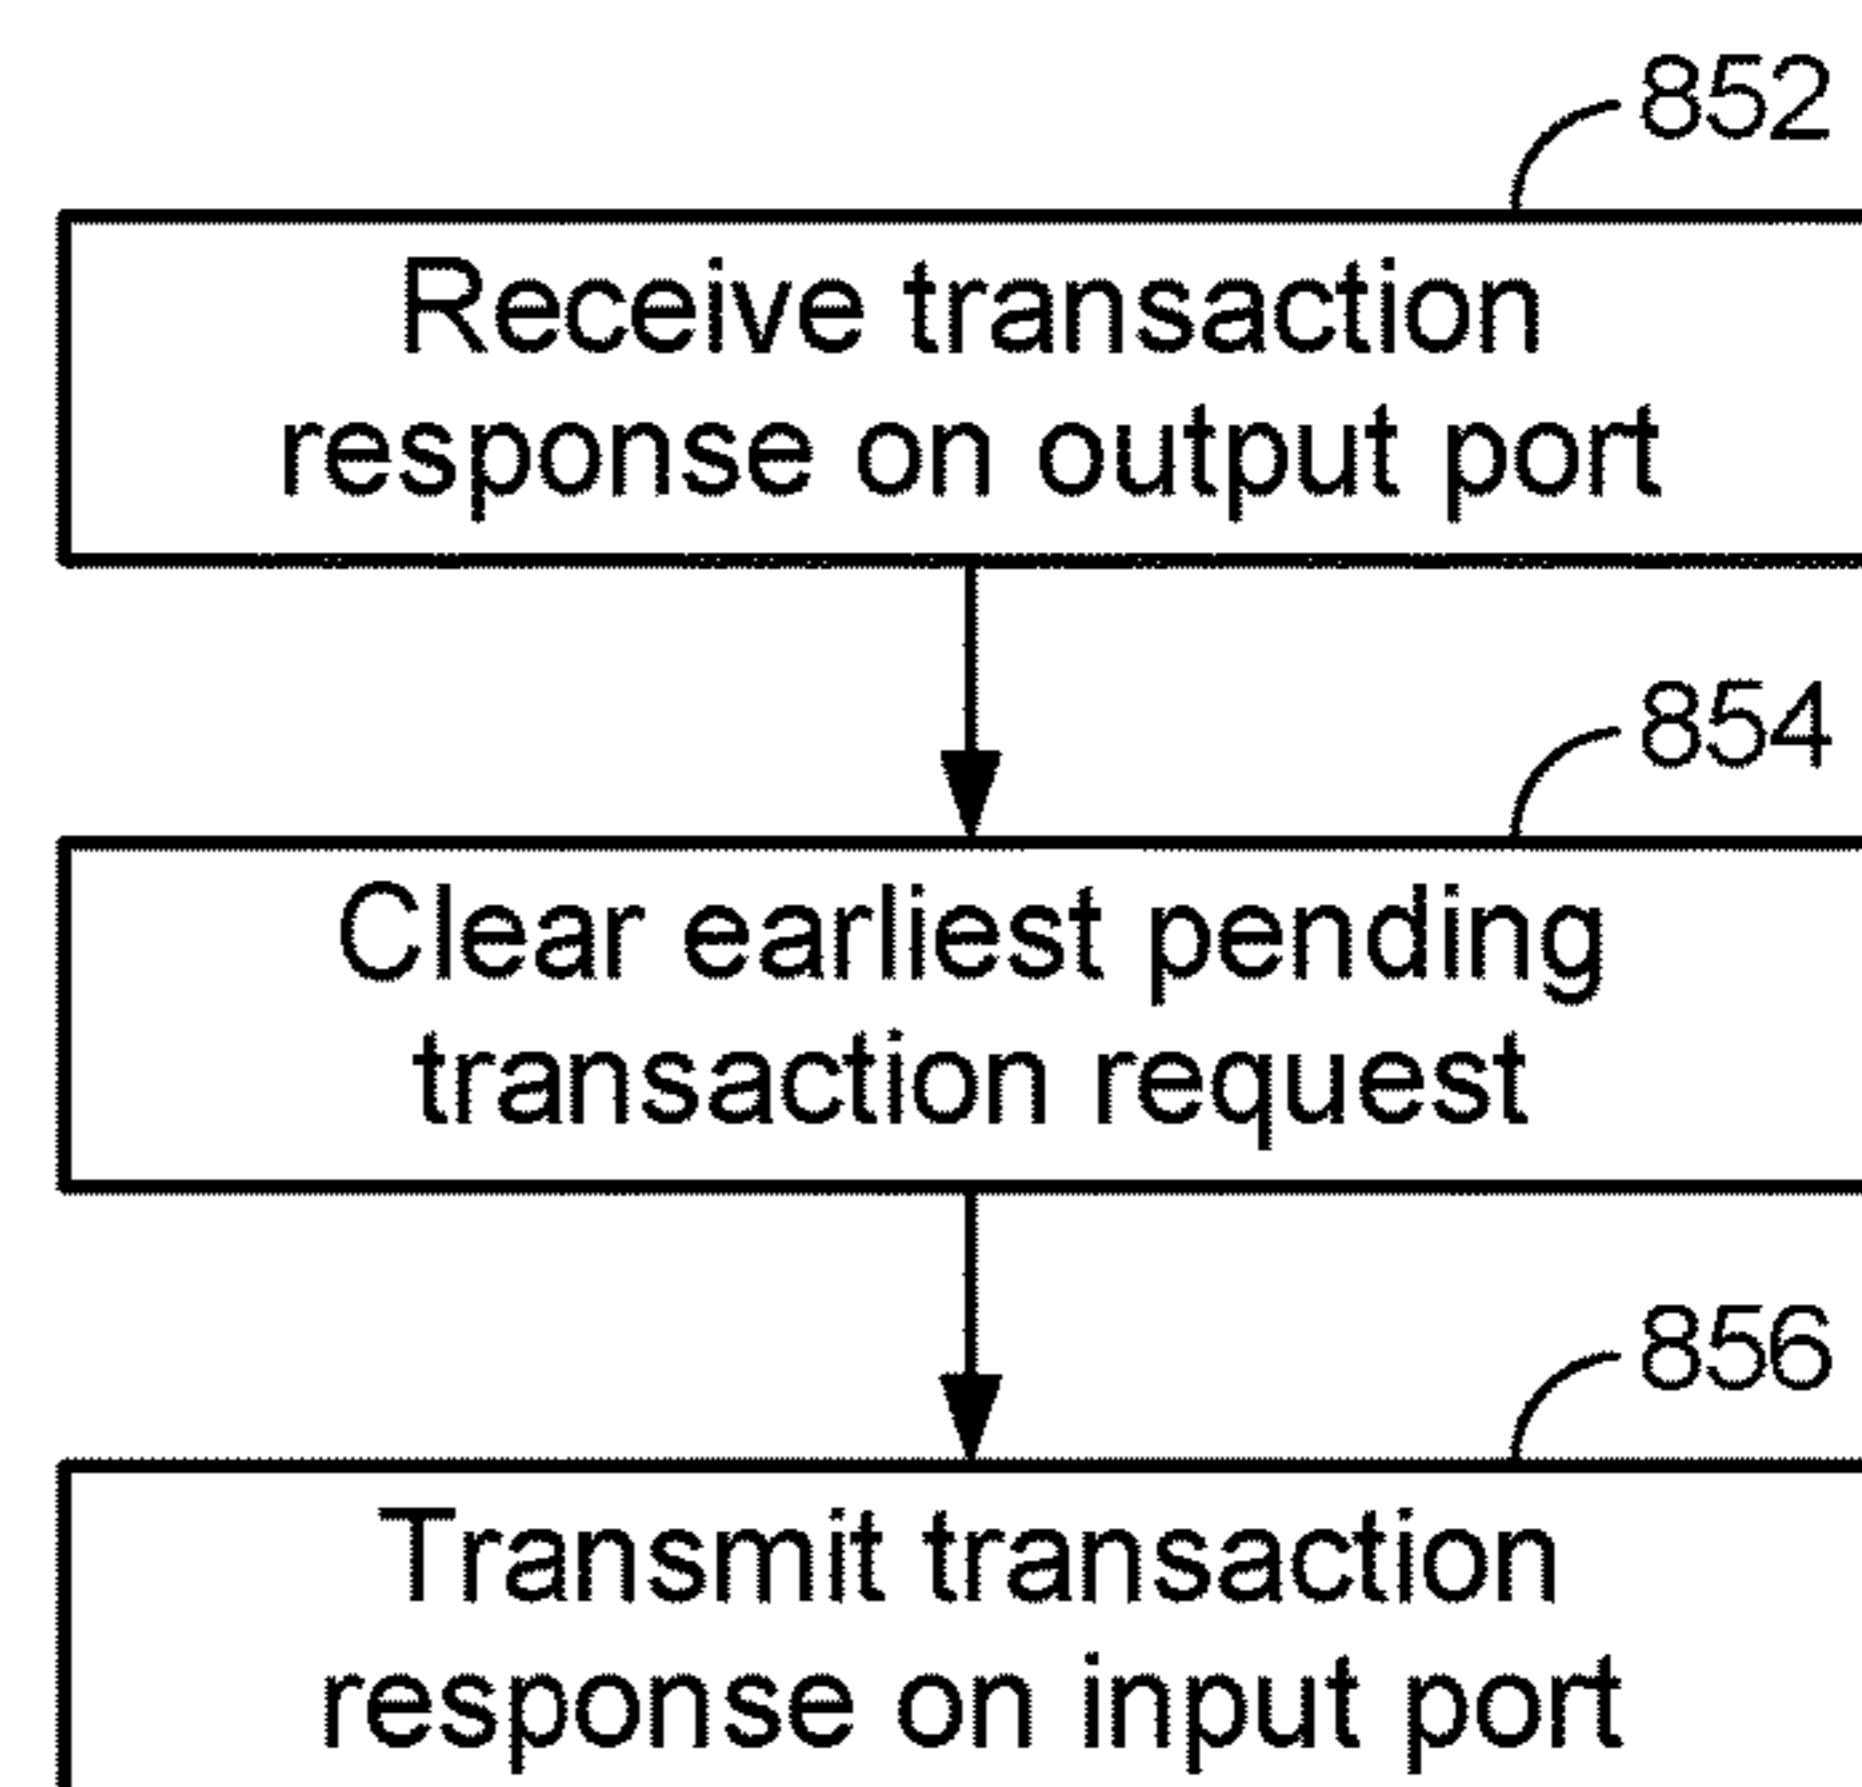 852
Receive transaction
response on output port
854
Clear earliest pending
transaction request
856
Transmit transaction
response on input port